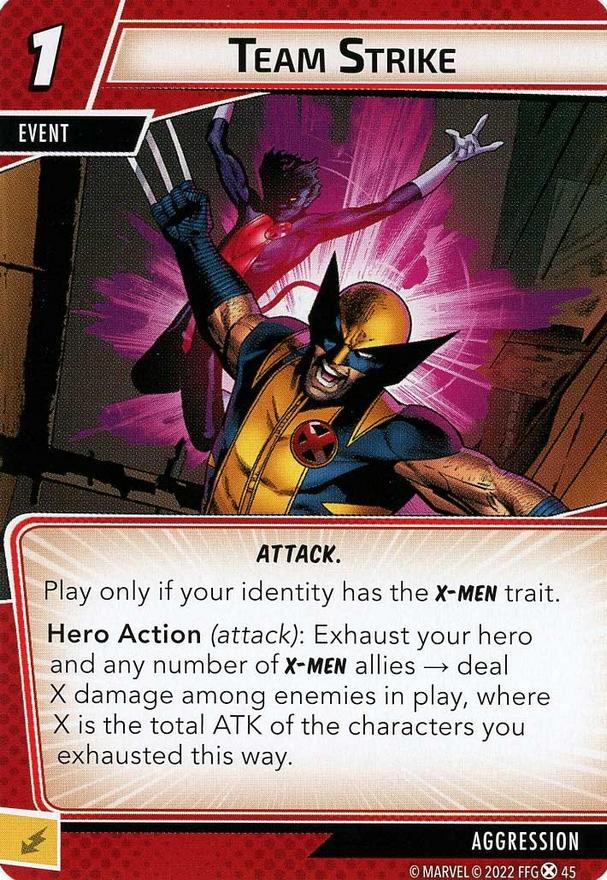 1
TEAM STRIKE
EVENT
ATTACK.
Play only if your identity has the X-MEN trait.
Hero Action (attack): Exhaust your hero
and any number of X-MEN allies → deal
X damage among enemies in play, where
X is the total ATK of the characters you
exhausted this way.
AGGRESSION
© MARVEL © 2022 FFG 45